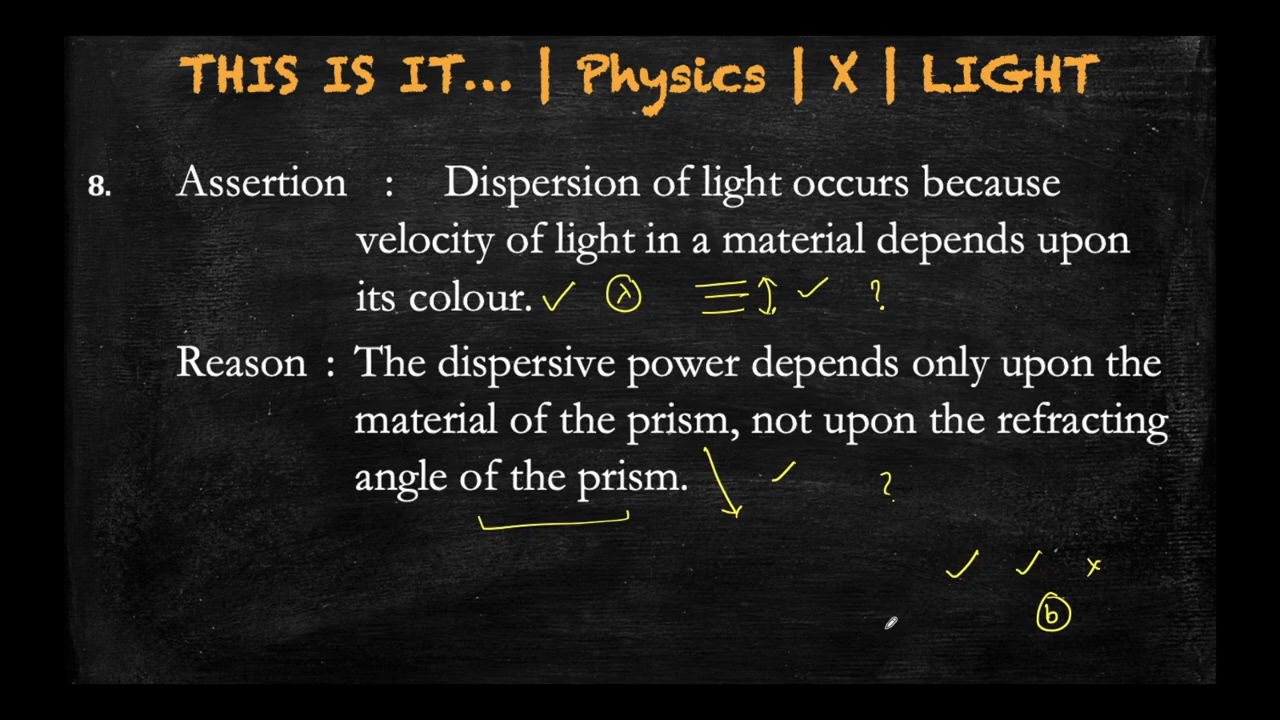 THIS IS IT... | Physics | X | LIGHT
8. Assertion : Dispersion of light occurs because
velocity of light in a material depends upon
its colour. ✓ λ ✓ ?
Reason : The dispersive power depends only upon the
material of the prism, not upon the refracting
angle of the prism. ✓ ?
✓ ✓ x
b